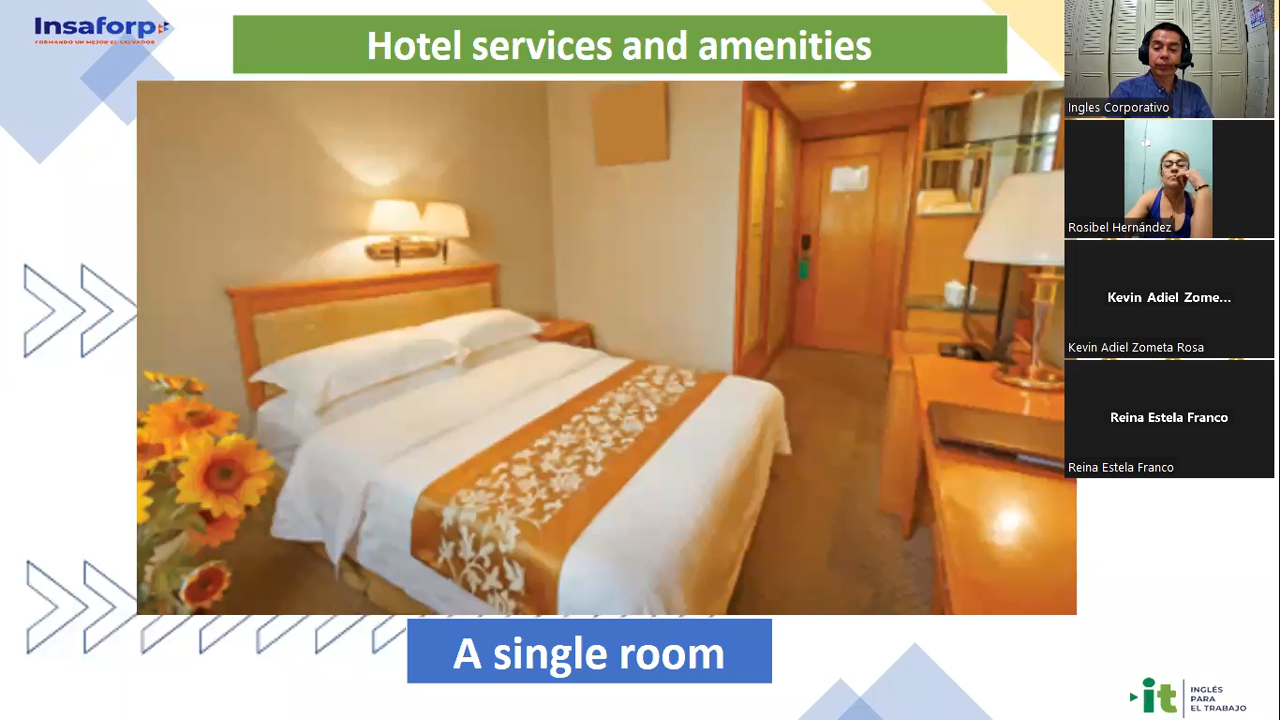 Insaforp
FORMANDO UN MEJOR EL SALVADOR
Hotel services and amenities
A single room
Ingles Corporativo
Rosibel Hernández
Kevin Adiel Zome...
Kevin Adiel Zometa Rosa
Reina Estela Franco
Reina Estela Franco
it
INGLÉS
PARA
EL TRABAJO